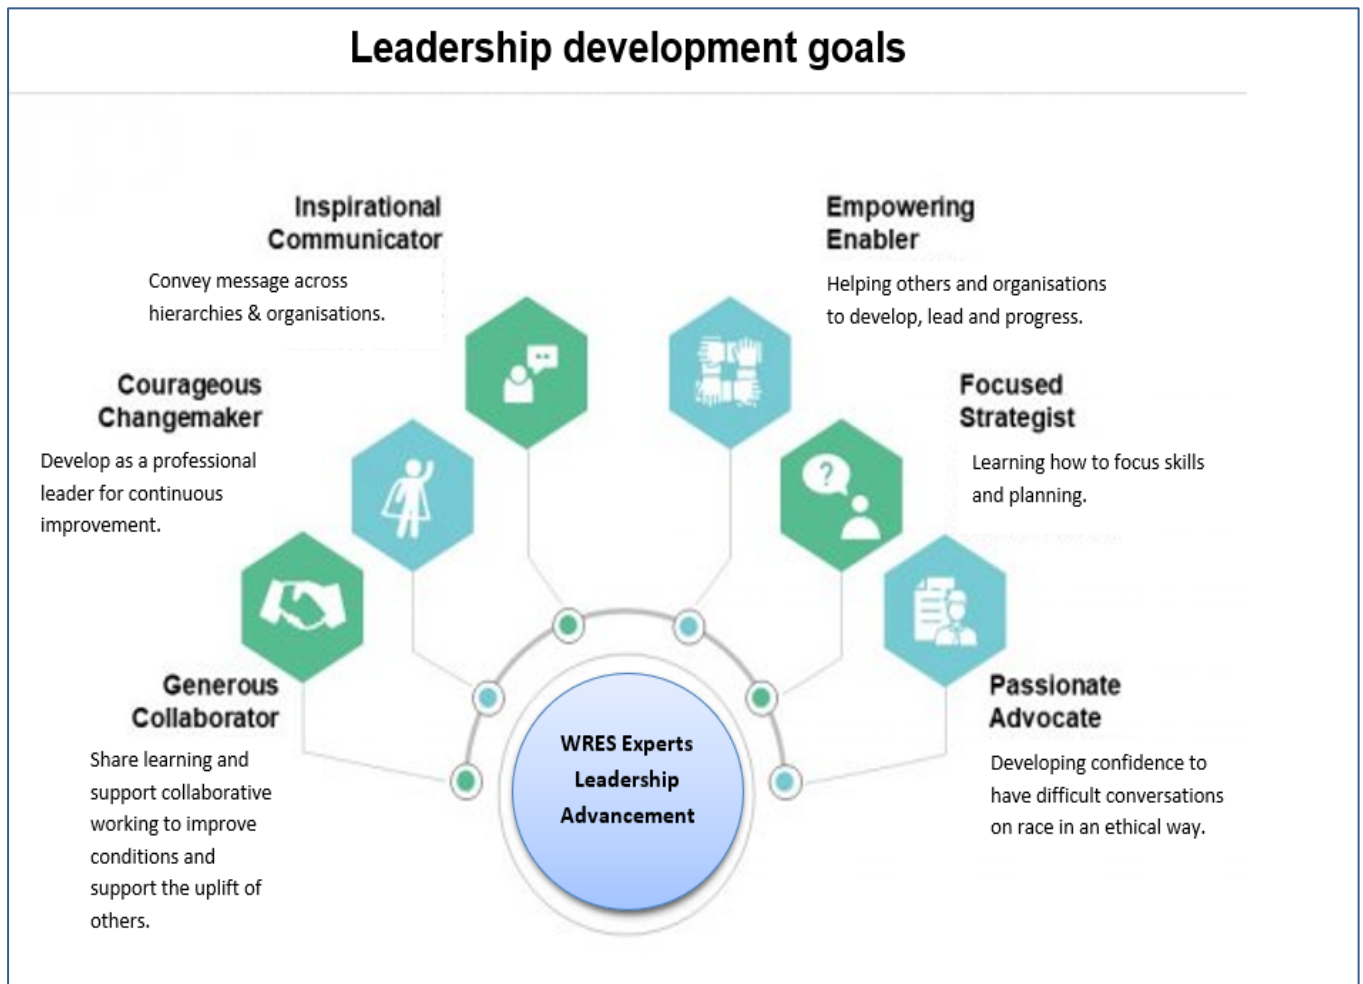 Leadership development goals
Inspirational
Communicator
Convey message across
hierarchies & organisations.
Empowering
Enabler
Helping others and organisations
to develop, lead and progress.
Courageous
Changemaker
Develop as a professional
leader for continuous
improvement.
Focused
Strategist
Learning how to focus skills
and planning.
?
Generous
Collaborator
Share learning and
support collaborative
working to improve
conditions and
support the uplift of
others.
WRES Experts
Leadership
Advancement
Passionate
Advocate
Developing confidence to
have difficult conversations
on race in an ethical way.